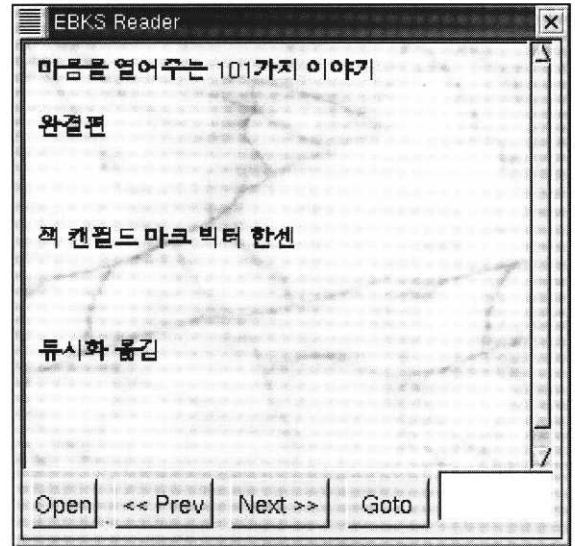 EBKS Reader
마음을 열어주는 101가지 이야기
완결편
잭 캔필드 마크 빅터 한센
류시화 옮김
Open << Prev Next >> Goto